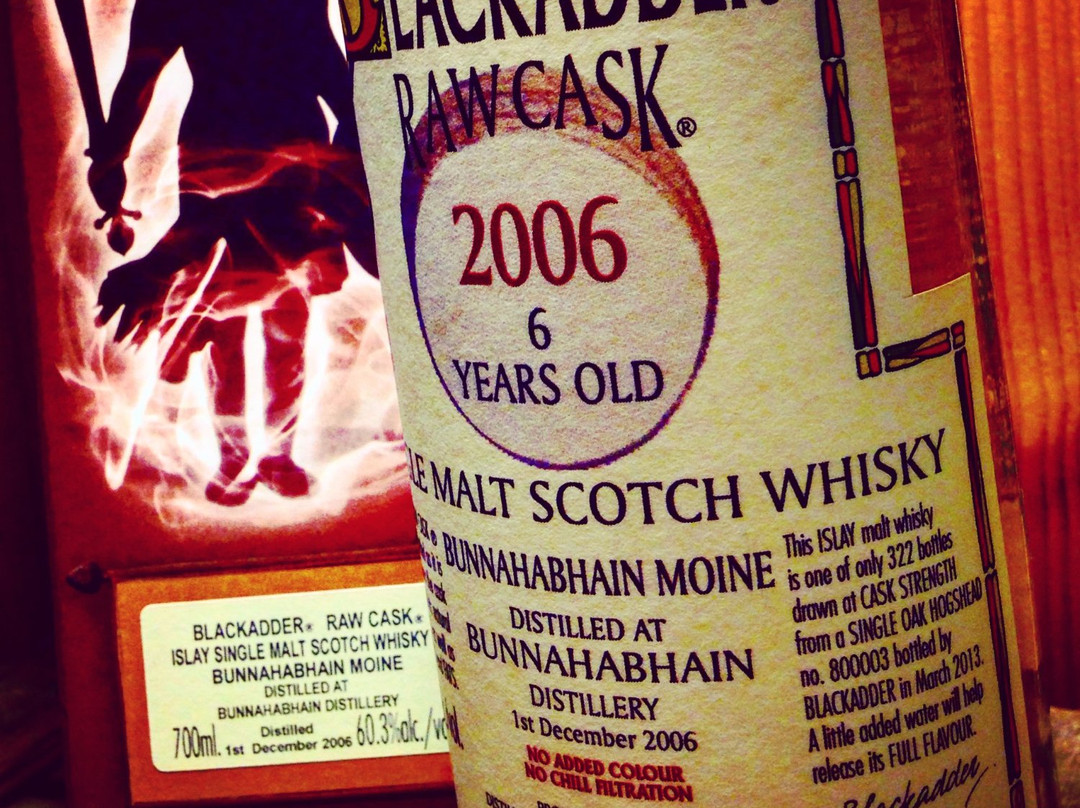 BLACKADDER
RAW CASK®
2006
6
YEARS OLD
LE MALT SCOTCH WHISKY
BUNNAHABHAIN MOINE
DISTILLED AT
BUNNAHABHAIN
DISTILLERY
1st December 2006
NO ADDED COLOUR
NO CHILL FILTRATION
This ISLAY malt whisky
is one of only 322 bottles
drawn at CASK STRENGTH
from a SINGLE OAK HOGSHEAD
no. 800003 bottled by
BLACKADDER in March 2013.
A little added water will help
release its FULL FLAVOUR.
Blackadder
BLACKADDER® RAW CASK®
ISLAY SINGLE MALT SCOTCH WHISKY
BUNNAHABHAIN MOINE
DISTILLED AT
BUNNAHABHAIN DISTILLERY
700ml. Distilled 1st December 2006 60.3%alc./vol.